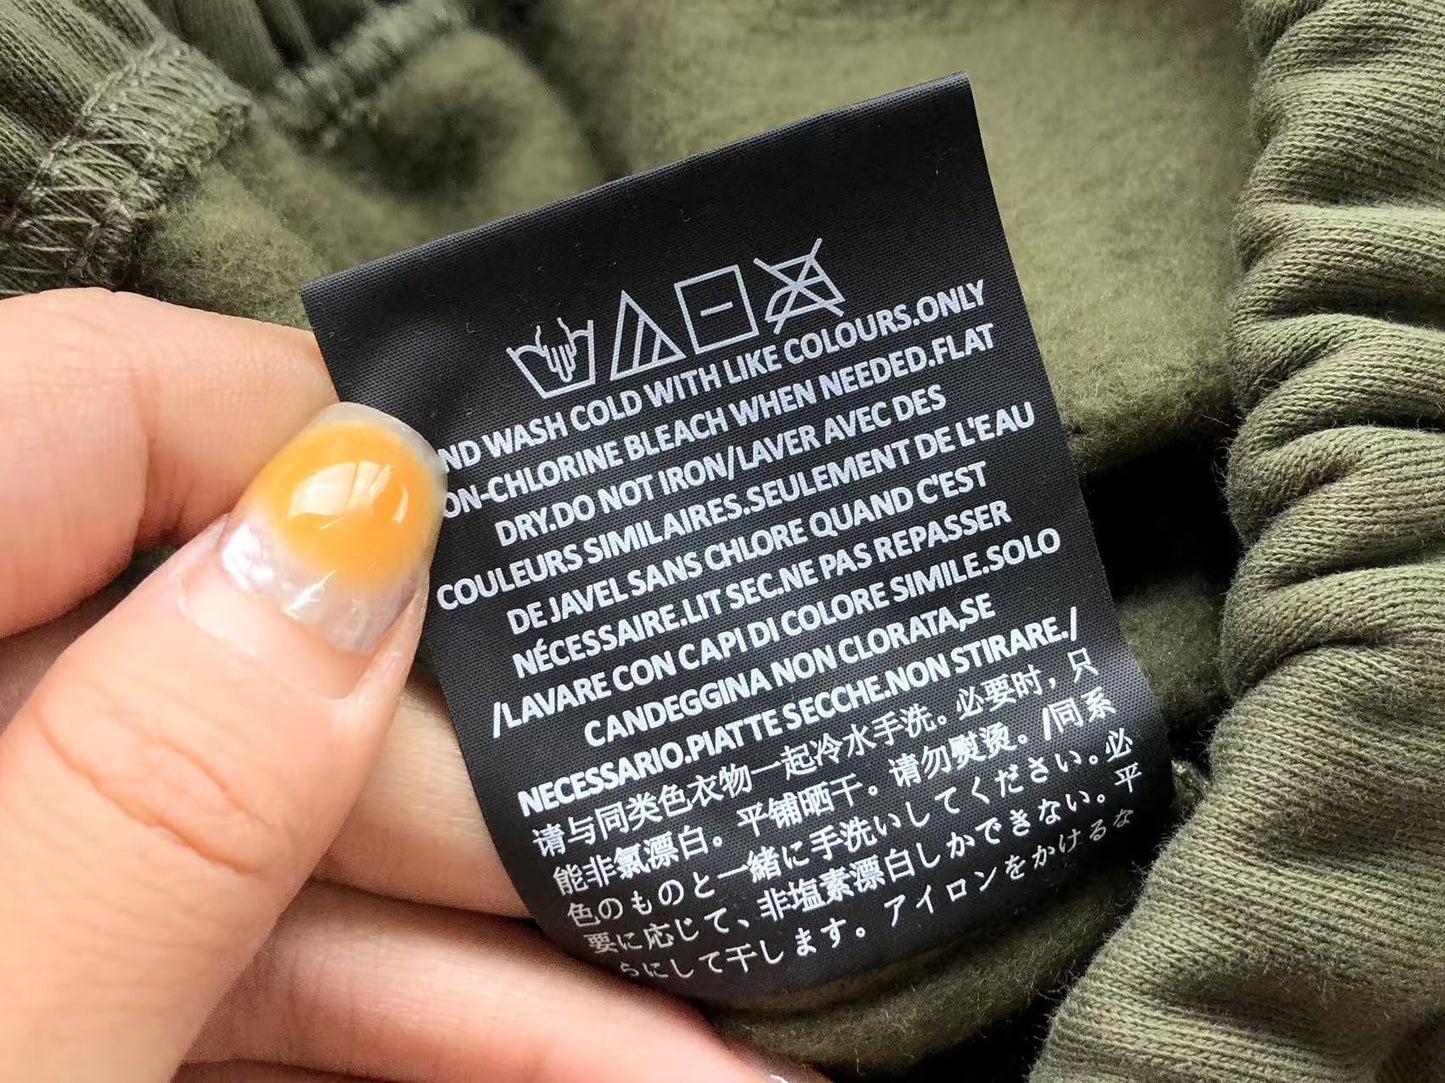 ND WASH COLD WITH LIKE COLOURS.ONLY
ON-CHLORINE BLEACH WHEN NEEDED.FLAT
DRY.DO NOT IRON/LAVER AVEC DES
COULEURS SIMILAIRES.SEULEMENT DE L'EAU
DE JAVEL SANS CHLORE QUAND C'EST
NÉCESSAIRE.LIT SEC.NE PAS REPASSER
/LAVARE CON CAPI DI COLORE SIMILE.SOLO
CANDEGGINA NON CLORATA,SE
NECESSARIO.PIATTE SECCHE.NON STIRARE./
请与同类色衣物一起冷水手洗。必要时，只
能非氯漂白。平铺晒干。请勿熨烫。/同系
色のものと一緒に手洗いしてください。必
要に応じて、非塩素漂白しかできない。平
らにして干します。アイロンをかけるな